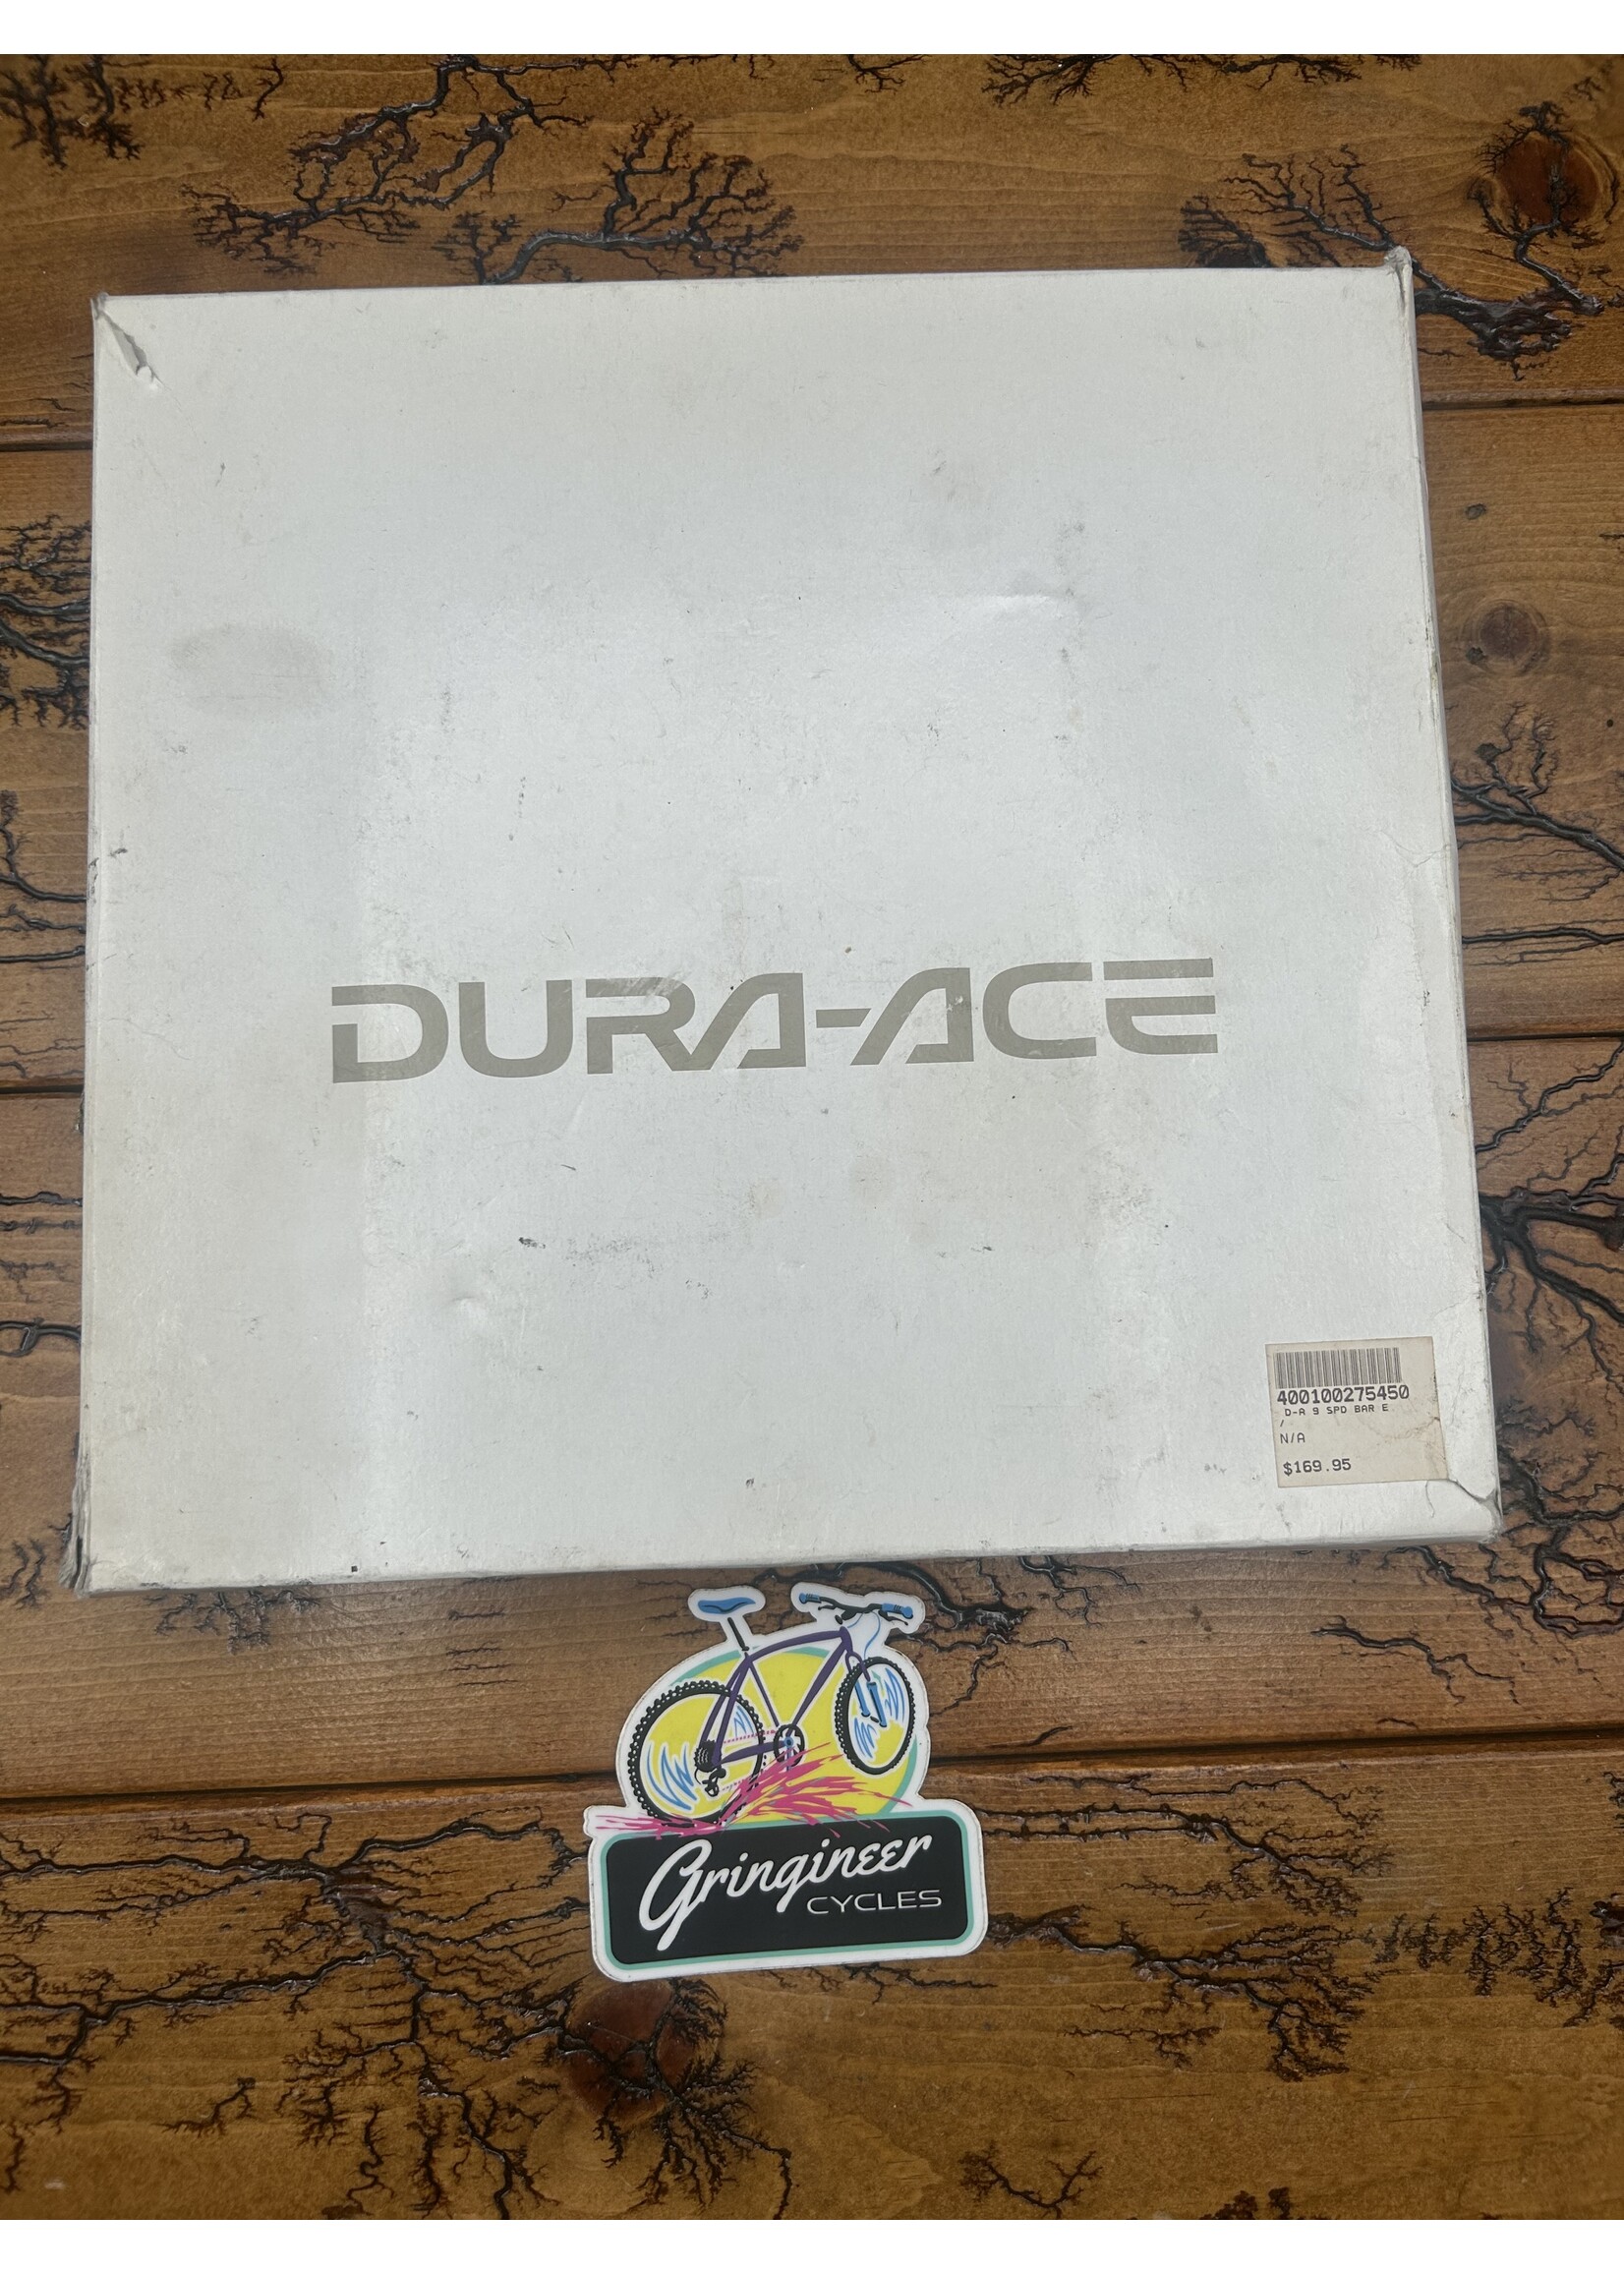 DURA-ACE
400100275450
D-A 9 SPD BAR E
/
N/A
$169.95
Gringineer
CYCLES